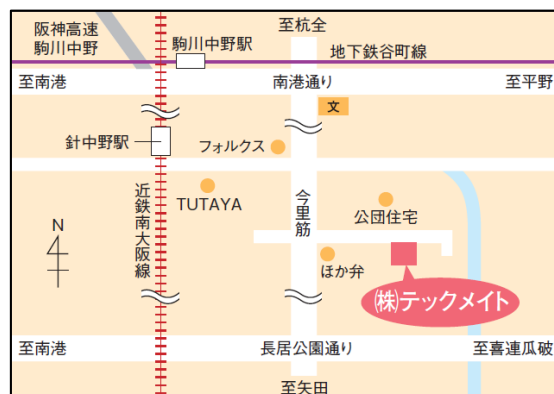 阪神高速
駒川中野
駒川中野駅
至杭全
地下鉄谷町線
至南港
南港通り
至平野
文
針中野駅
フォルクス
近鉄南大阪線
TUTAYA
今里筋
公団住宅
N
ほか弁
㈱テックメイト
至南港
長居公園通り
至喜連瓜破
至矢田